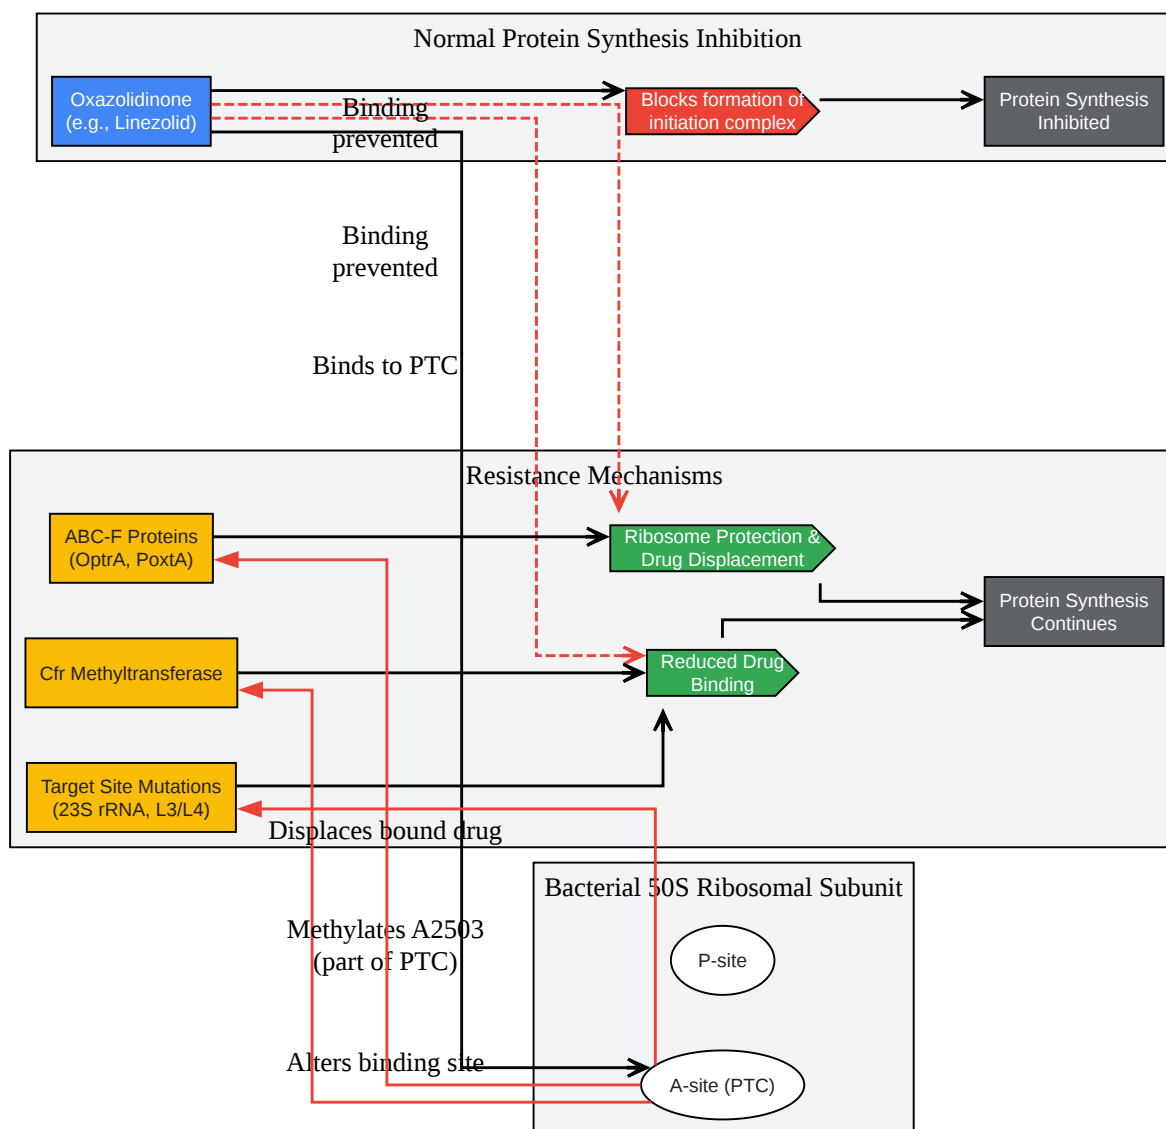 Normal Protein Synthesis Inhibition
Oxazolidinone
(e.g., Linezolid)
Binding
prevented
Blocks formation of
initiation complex
Protein Synthesis
Inhibited
Binding
prevented
Binds to PTC
Resistance Mechanisms
ABC-F Proteins
(OptrA, PoxtA)
Ribosome Protection &
Drug Displacement
Protein Synthesis
Continues
Cfr Methyltransferase
Reduced Drug
Binding
Target Site Mutations
(23S rRNA, L3/L4)
Displaces bound drug
Bacterial 50S Ribosomal Subunit
Methylates A2503
(part of PTC)
P-site
Alters binding site
A-site (PTC)